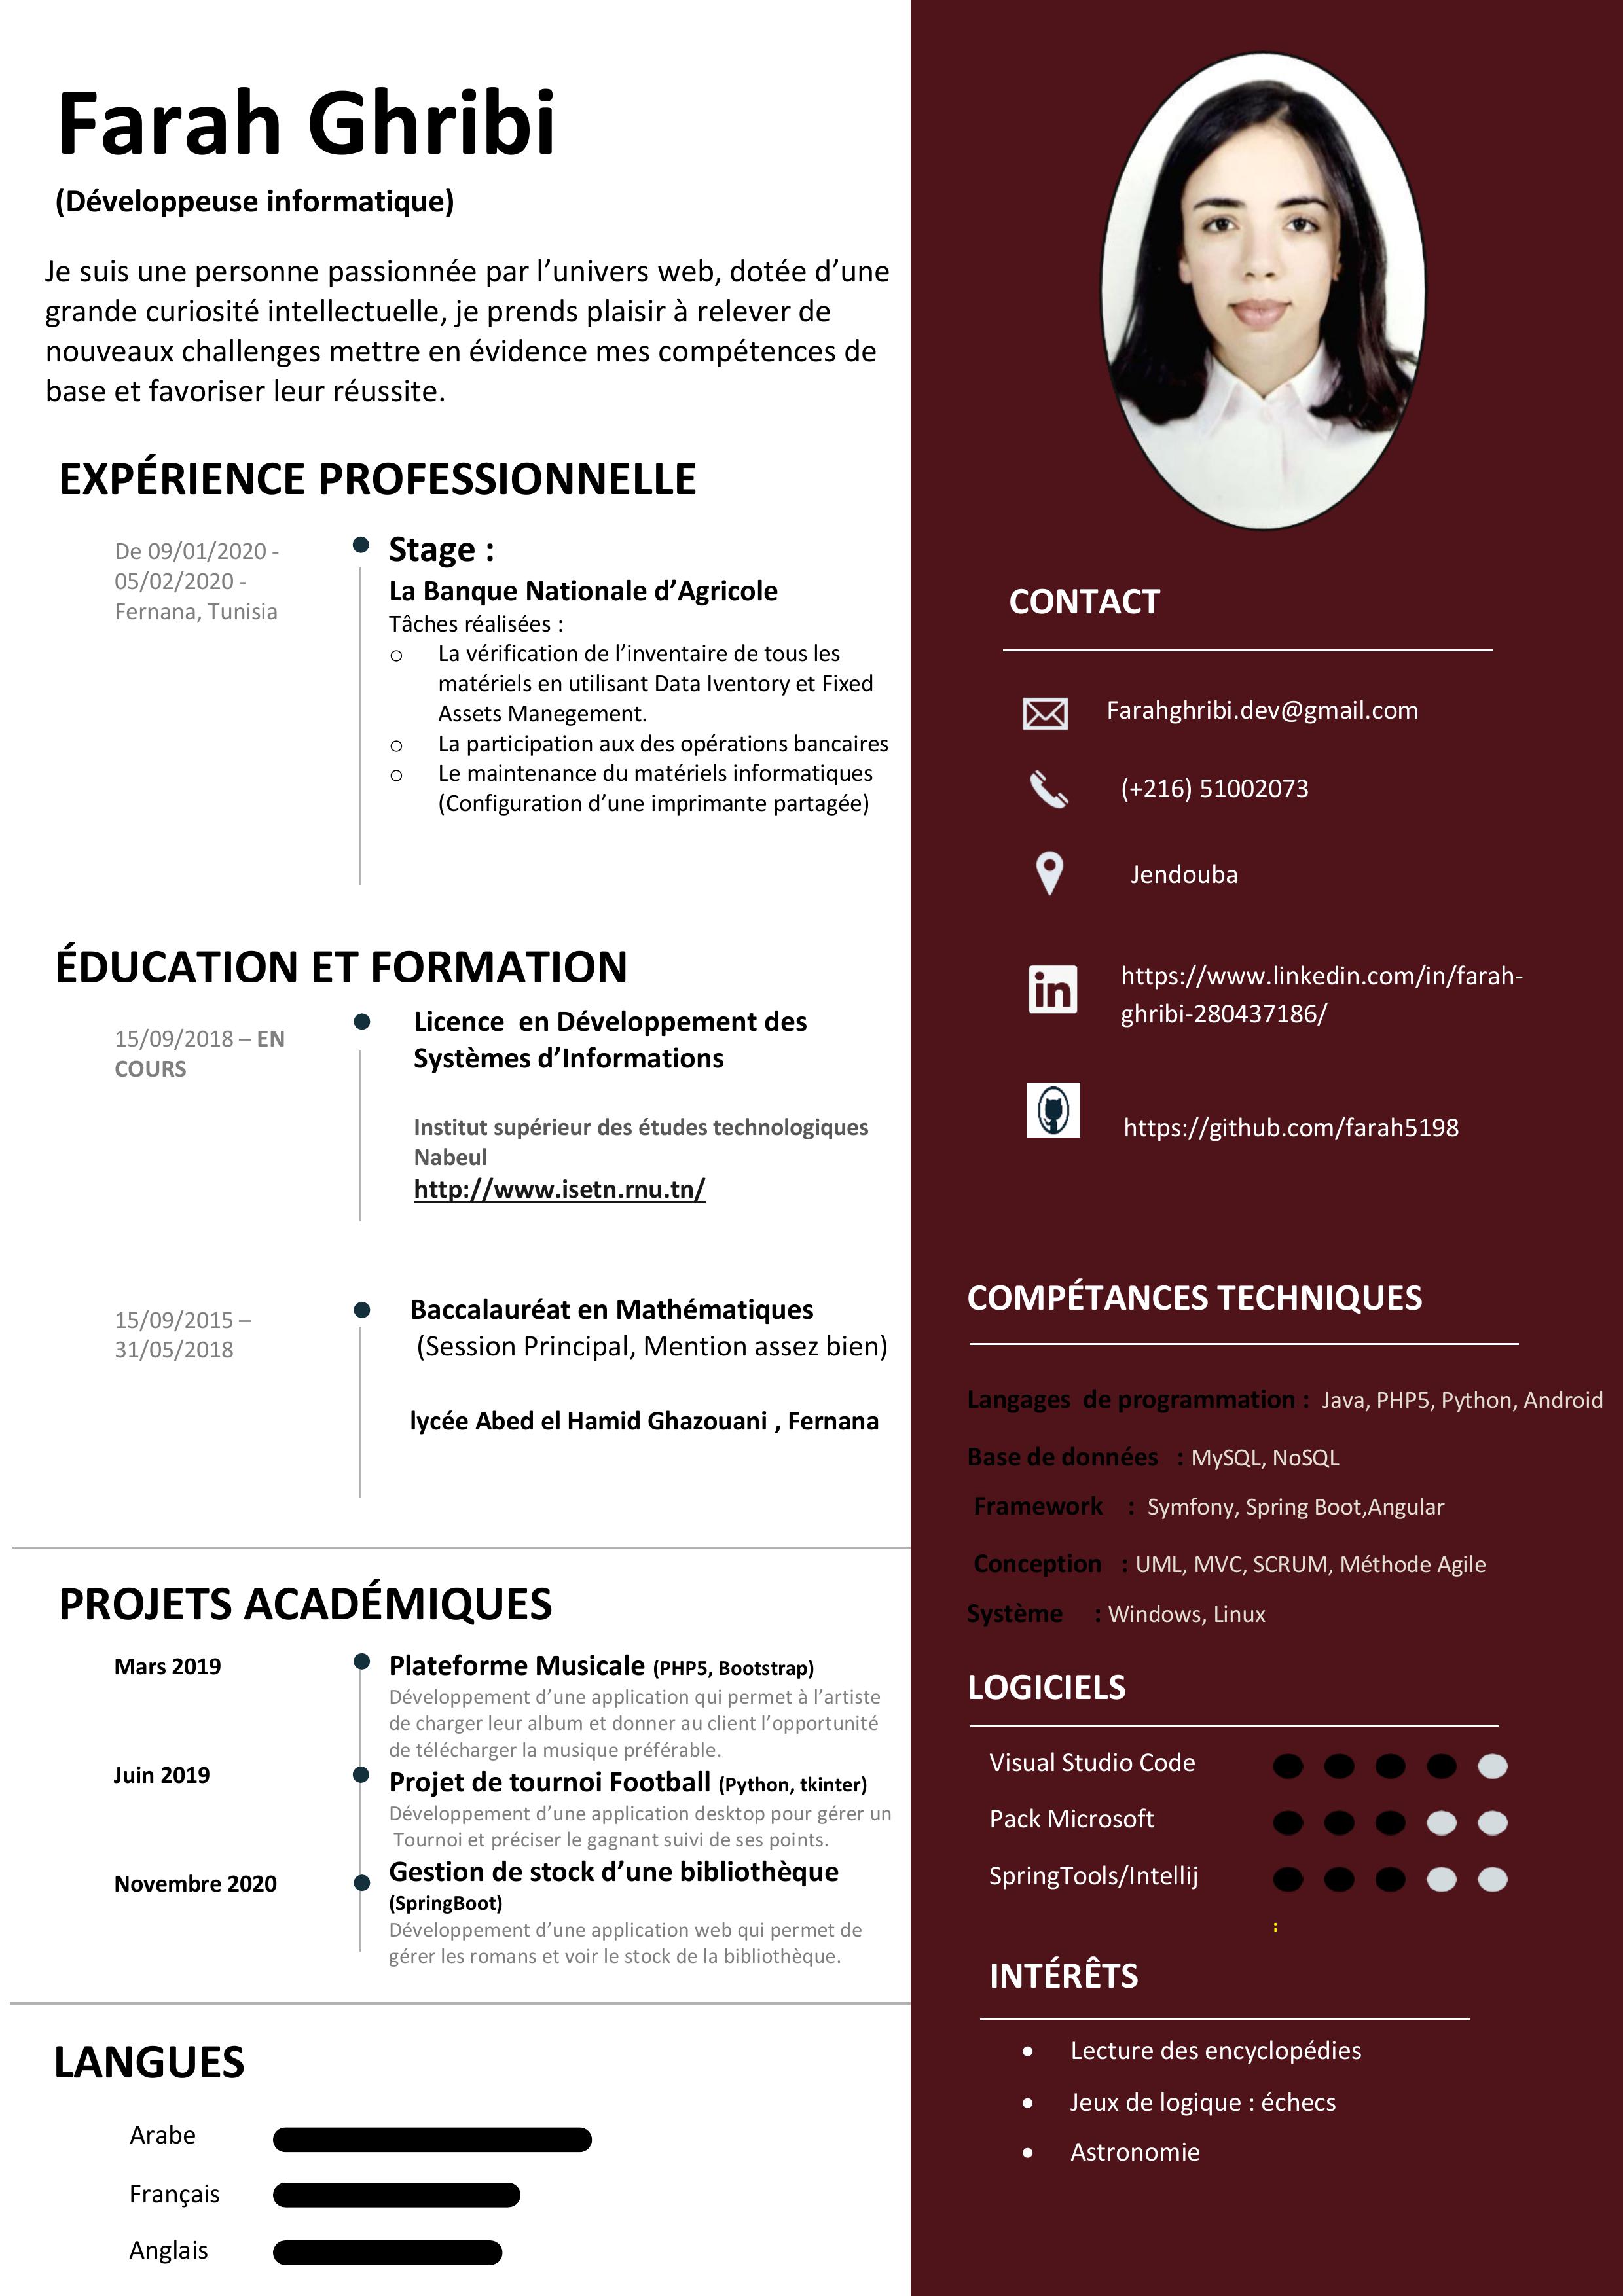 Farah Ghribi
(Développeuse informatique)
Je suis une personne passionnée par l’univers web, dotée d’une
grande curiosité intellectuelle, je prends plaisir à relever de
nouveaux challenges mettre en évidence mes compétences de
base et favoriser leur réussite.
EXPÉRIENCE PROFESSIONNELLE
De 09/01/2020 -
05/02/2020 -
Fernana, Tunisia
Stage :
La Banque Nationale d’Agricole
Tâches réalisées :
o La vérification de l’inventaire de tous les
matériels en utilisant Data Iventory et Fixed
Assets Manegement.
o La participation aux des opérations bancaires
o Le maintenance du matériels informatiques
(Configuration d’une imprimante partagée)
ÉDUCATION ET FORMATION
15/09/2018 – EN
COURS
Licence en Développement des
Systèmes d’Informations
Institut supérieur des études technologiques
Nabeul
http://www.isetn.rnu.tn/
15/09/2015 –
31/05/2018
Baccalauréat en Mathématiques
(Session Principal, Mention assez bien)
lycée Abed el Hamid Ghazouani , Fernana
PROJETS ACADÉMIQUES
Mars 2019
Plateforme Musicale (PHP5, Bootstrap)
Développement d’une application qui permet à l’artiste
de charger leur album et donner au client l’opportunité
de télécharger la musique préférable.
Juin 2019
Projet de tournoi Football (Python, tkinter)
Développement d’une application desktop pour gérer un
Tournoi et préciser le gagnant suivi de ses points.
Novembre 2020
Gestion de stock d’une bibliothèque
(SpringBoot)
Développement d’une application web qui permet de
gérer les romans et voir le stock de la bibliothèque.
LANGUES
Arabe
Français
Anglais
CONTACT
Farahghribi.dev@gmail.com
(+216) 51002073
Jendouba
in
https://www.linkedin.com/in/farah-
ghribi-280437186/
https://github.com/farah5198
COMPÉTANCES TECHNIQUES
Langages de programmation : Java, PHP5, Python, Android
Base de données : MySQL, NoSQL
Framework : Symfony, Spring Boot,Angular
Conception : UML, MVC, SCRUM, Méthode Agile
Système : Windows, Linux
LOGICIELS
Visual Studio Code
Pack Microsoft
SpringTools/Intellij
;
INTÉRÊTS
• Lecture des encyclopédies
• Jeux de logique : échecs
• Astronomie